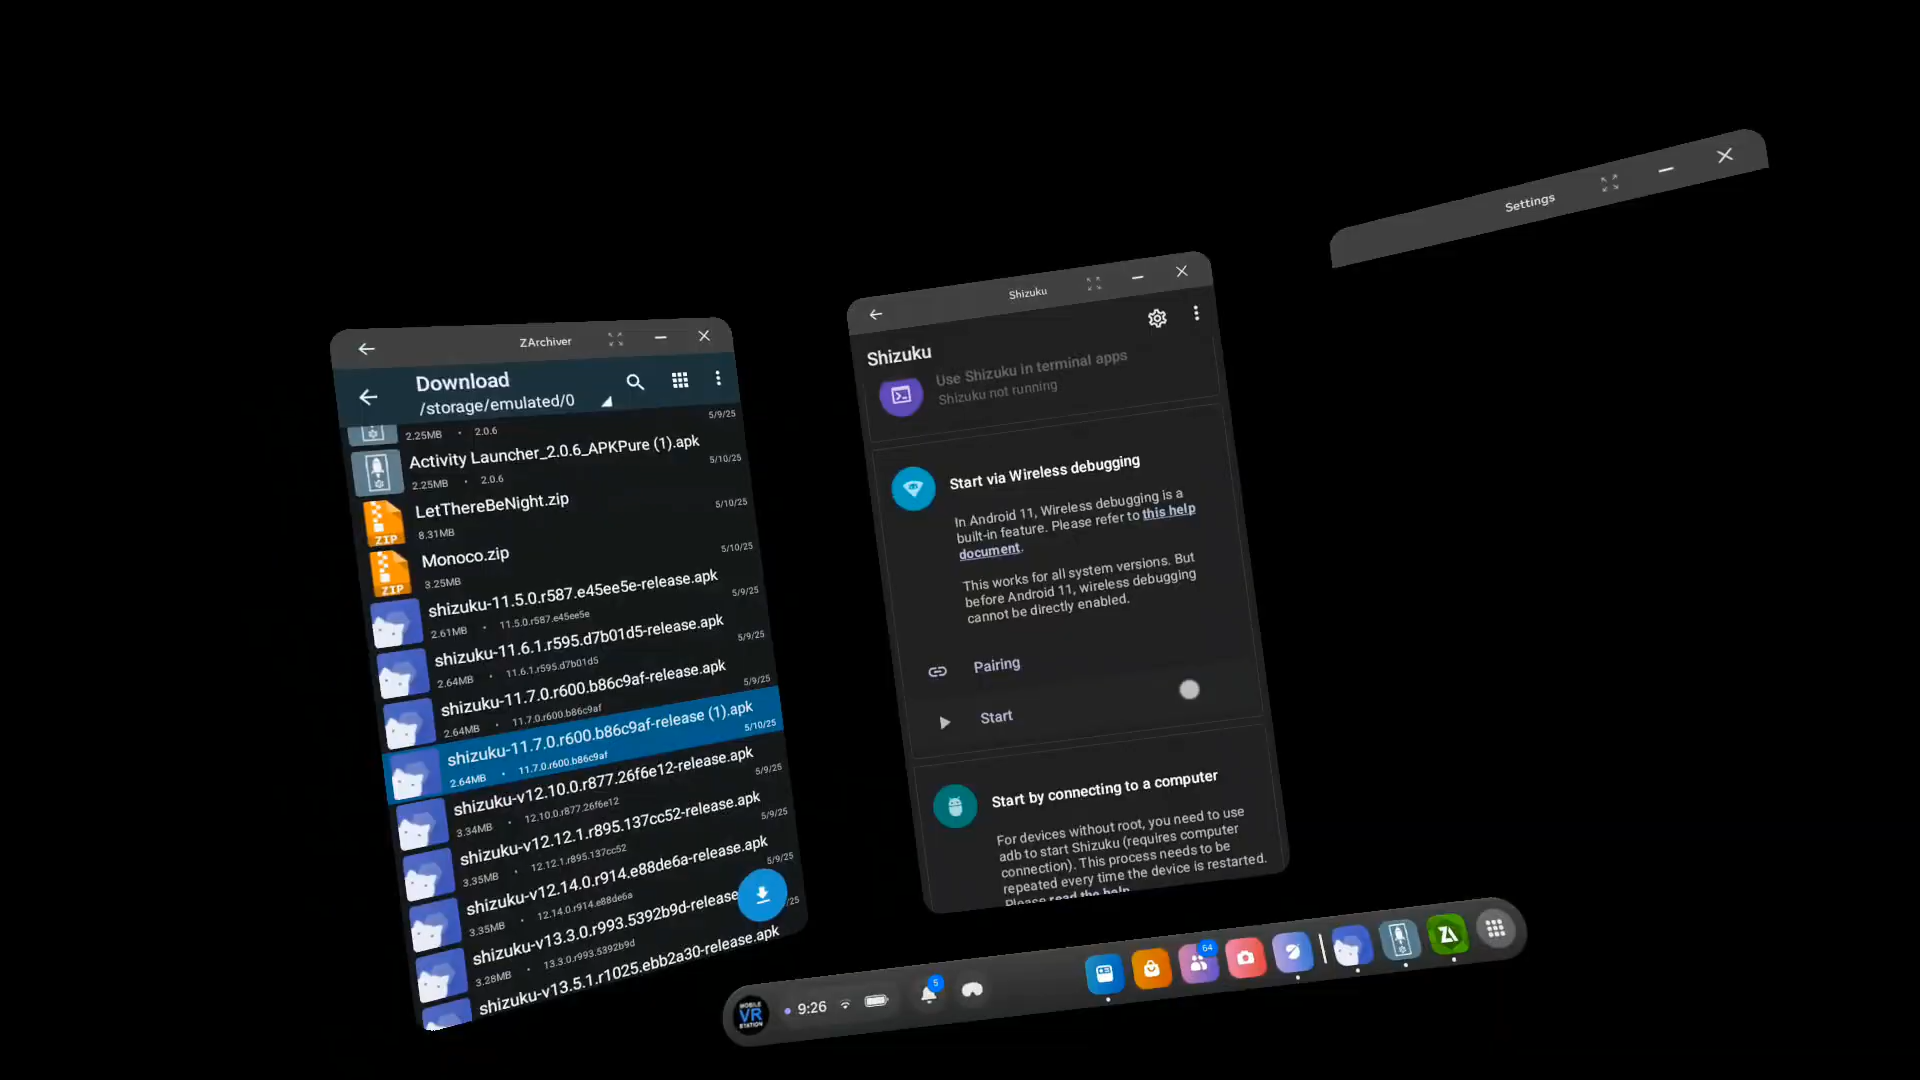 ZArchiver
Download
/storage/emulated/0
5/9/25
2.25MB • 2.0.6
Activity Launcher_2.0.6_APKPure (1).apk
5/10/25
2.25MB • 2.0.6
LetThereBeNight.zip
5/10/25
ZIP
8.31MB
Monoco.zip
5/10/25
ZIP
3.25MB
shizuku-11.5.0.r587.e45ee5e-release.apk
5/9/25
2.61MB • 11.5.0.r587.e45ee5e
shizuku-11.6.1.r595.d7b01d5-release.apk
5/9/25
2.64MB • 11.6.1.r595.d7b01d5
shizuku-11.7.0.r600.b86c9af-release.apk
5/9/25
2.64MB • 11.7.0.r600.b86c9af
shizuku-11.7.0.r600.b86c9af-release (1).apk
5/10/25
2.64MB • 11.7.0.r600.b86c9af
shizuku-v12.10.0.r877.26f6e12-release.apk
5/9/25
3.34MB • 12.10.0.r877.26f6e12
shizuku-v12.12.1.r895.137cc52-release.apk
5/9/25
3.35MB • 12.12.1.r895.137cc52
shizuku-v12.14.0.r914.e88de6a-release.apk
5/9/25
3.35MB • 12.14.0.r914.e88de6a
shizuku-v13.3.0.r993.5392b9d-release
/25
3.28MB • 13.3.0.r993.5392b9d
shizuku-v13.5.1.r1025.ebb2a30-release.apk
Shizuku
Shizuku
Use Shizuku in terminal apps
Shizuku not running
Start via Wireless debugging
In Android 11, Wireless debugging is a
built-in feature. Please refer to this help
document.
This works for all system versions. But
before Android 11, wireless debugging
cannot be directly enabled.
Pairing
Start
Start by connecting to a computer
For devices without root, you need to use
adb to start Shizuku (requires computer
connection). This process needs to be
repeated every time the device is restarted.
Please read the help
Settings
MOBILE
VR
STATION
9:26
5
64
ZA